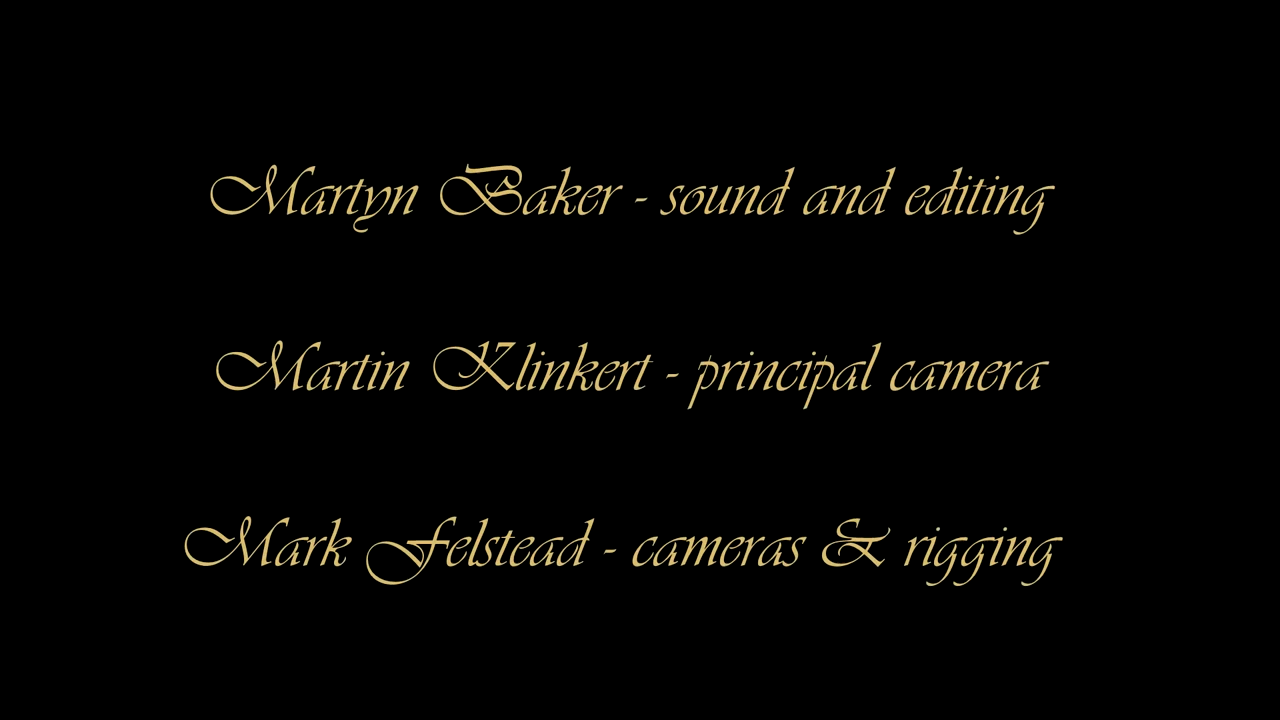 Martyn Baker - sound and editing
Martin Klinkert - principal camera
Mark Felstead - cameras & rigging